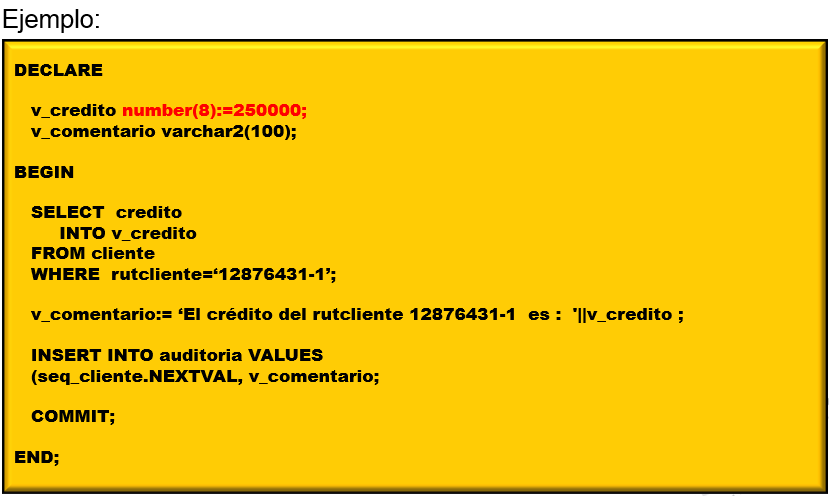 Ejemplo:
DECLARE
v_credito number(8):=250000;
v_comentario varchar2(100);
BEGIN
SELECT credito
INTO v_credito
FROM cliente
WHERE rutcliente=‘12876431-1’;
v_comentario:= ‘El crédito del rutcliente 12876431-1 es : '||v_credito ;
INSERT INTO auditoria VALUES
(seq_cliente.NEXTVAL, v_comentario;
COMMIT;
END;